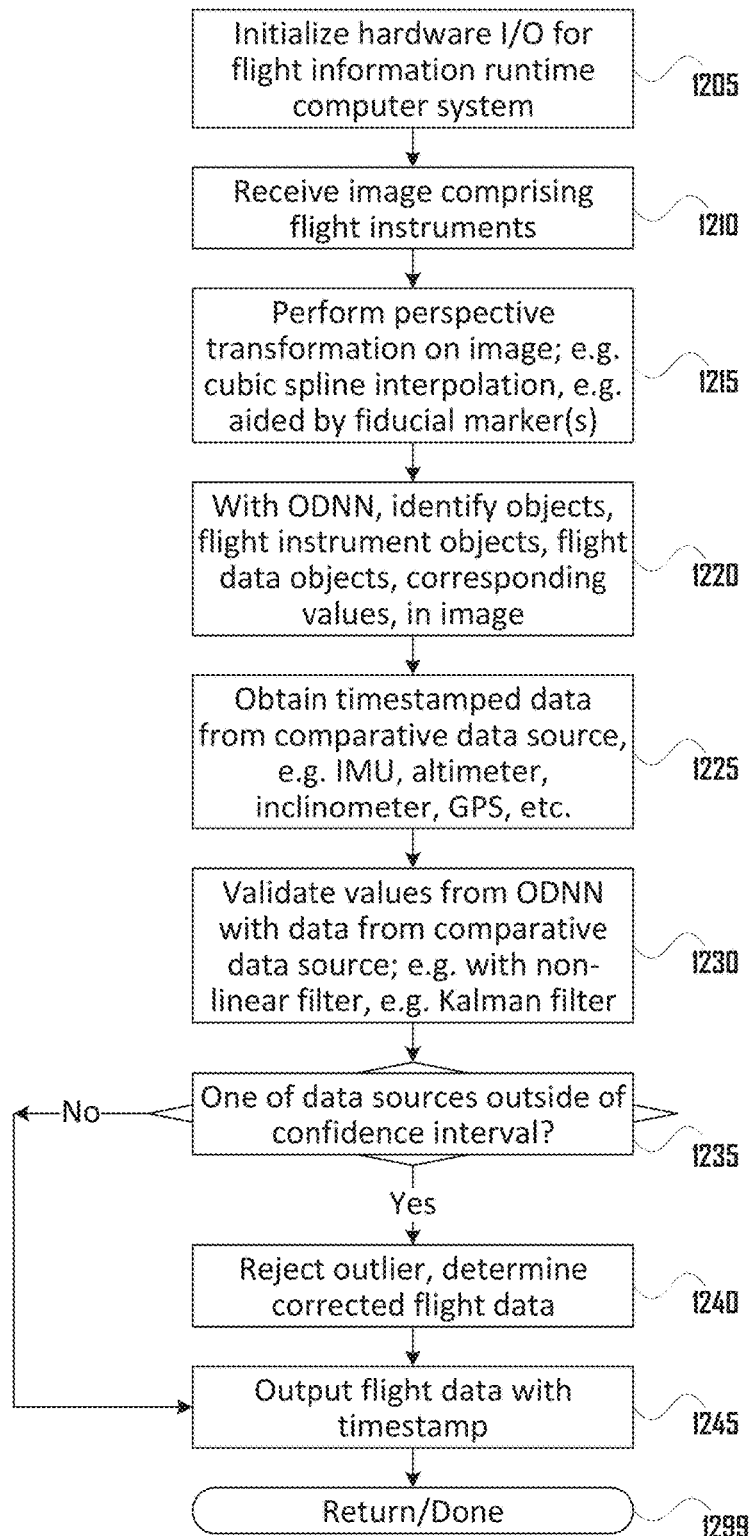 Initialize hardware I/O for
flight information runtime
computer system
1205
Receive image comprising
flight instruments
1210
Perform perspective
transformation on image; e.g.
cubic spline interpolation, e.g.
aided by fiducial marker(s)
1215
With ODNN, identify objects,
flight instrument objects, flight
data objects, corresponding
values, in image
1220
Obtain timestamped data
from comparative data source,
e.g. IMU, altimeter,
inclinometer, GPS, etc.
1225
Validate values from ODNN
with data from comparative
data source; e.g. with non-
linear filter, e.g. Kalman filter
1230
No
One of data sources outside of
confidence interval?
1235
Yes
Reject outlier, determine
corrected flight data
1240
Output flight data with
timestamp
1245
Return/Done
1299